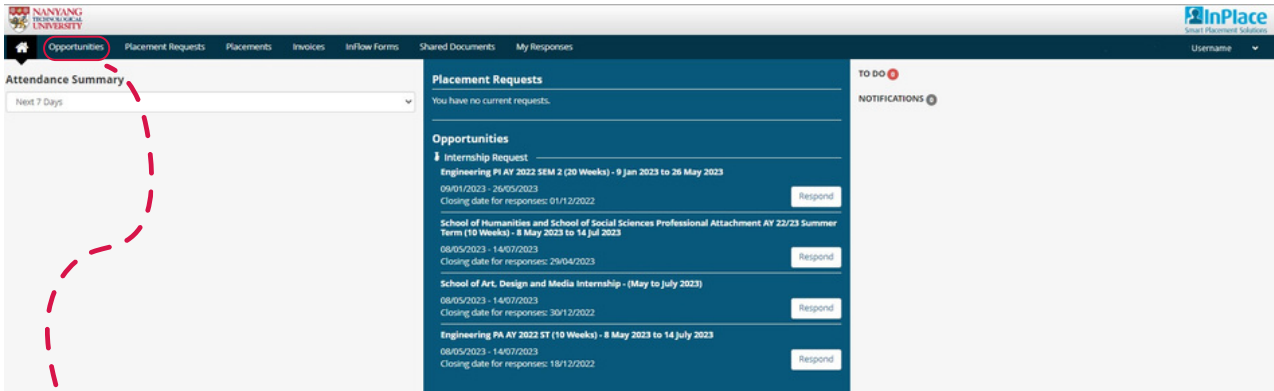 NANYANG
TECHNOLOGICAL
UNIVERSITY
InPlace
Smart Placement Solutions
Opportunities Placement Requests Placements Invoices InFlow Forms Shared Documents My Responses Username
Attendance Summary
Next 7 Days
Placement Requests
You have no current requests.
Opportunities
Internship Request
Engineering PI AY 2022 SEM 2 (20 Weeks) - 9 Jan 2023 to 26 May 2023
09/01/2023 - 26/05/2023
Closing date for responses: 01/12/2022
Respond
School of Humanities and School of Social Sciences Professional Attachment AY 22/23 Summer
Term (10 Weeks) - 8 May 2023 to 14 Jul 2023
08/05/2023 - 14/07/2023
Closing date for responses: 29/04/2023
Respond
School of Art, Design and Media Internship - (May to July 2023)
08/05/2023 - 14/07/2023
Closing date for responses: 30/12/2022
Respond
Engineering PA AY 2022 ST (10 Weeks) - 8 May 2023 to 14 July 2023
08/05/2023 - 14/07/2023
Closing date for responses: 18/12/2022
Respond
TO DO 0
NOTIFICATIONS 0